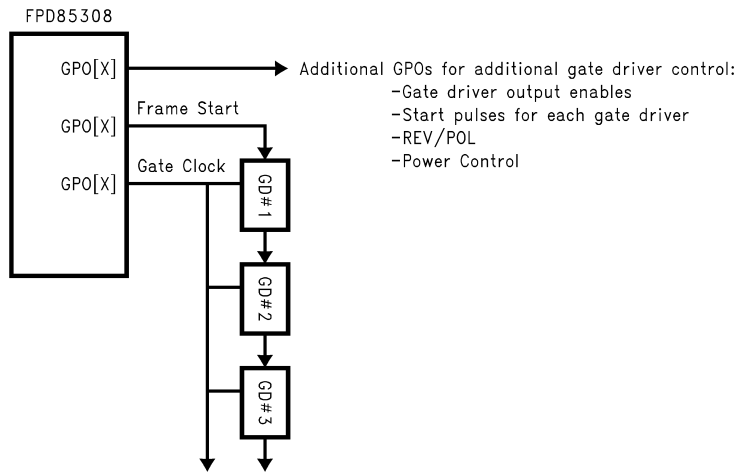 FPD85308
GPO[X]
Additional GPOs for additional gate driver control:
-Gate driver output enables
-Start pulses for each gate driver
-REV/POL
-Power Control
Frame Start
GPO[X]
Gate Clock
GPO[X]
GD#1
GD#2
GD#3